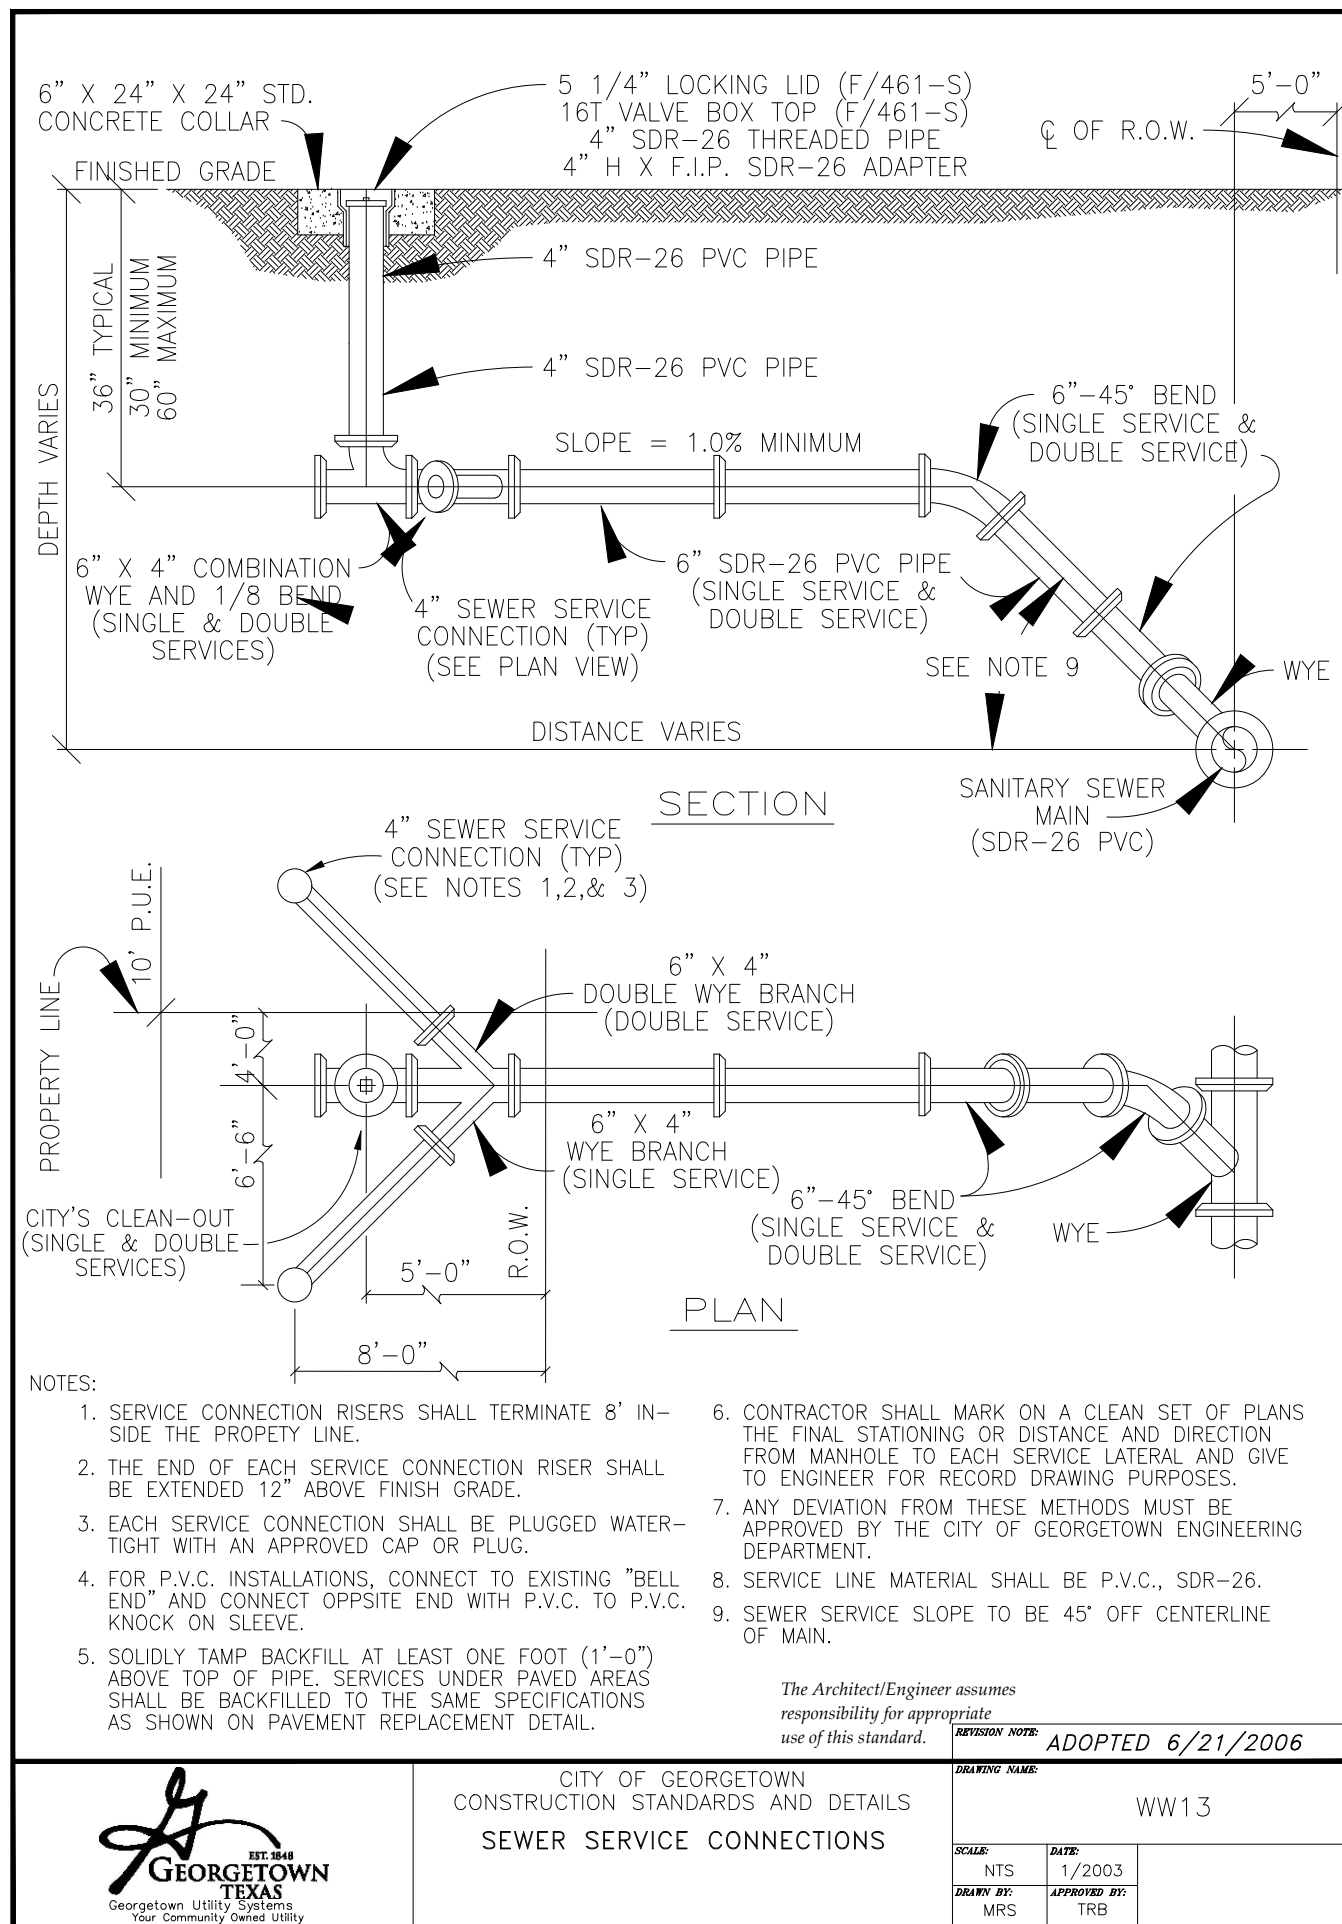 6” X 24” X 24” STD.
CONCRETE COLLAR
FINISHED GRADE
5 1/4” LOCKING LID (F/461-S)
16T VALVE BOX TOP (F/461-S)
4” SDR-26 THREADED PIPE
4” H X F.I.P. SDR-26 ADAPTER
5’-0”
℄ OF R.O.W.
4” SDR-26 PVC PIPE
4” SDR-26 PVC PIPE
36” TYPICAL
30” MINIMUM
60” MAXIMUM
DEPTH VARIES
SLOPE = 1.0% MINIMUM
6”-45° BEND
(SINGLE SERVICE &
DOUBLE SERVICE)
6” X 4” COMBINATION
WYE AND 1/8 BEND
(SINGLE & DOUBLE
SERVICES)
4” SEWER SERVICE
CONNECTION (TYP)
(SEE PLAN VIEW)
6” SDR-26 PVC PIPE
(SINGLE SERVICE &
DOUBLE SERVICE)
SEE NOTE 9
WYE
DISTANCE VARIES
SANITARY SEWER
MAIN
(SDR-26 PVC)
SECTION
4” SEWER SERVICE
CONNECTION (TYP)
(SEE NOTES 1,2,& 3)
10’ P.U.E.
PROPERTY LINE
6” X 4”
DOUBLE WYE BRANCH
(DOUBLE SERVICE)
4’-0”
6’-6”
6” X 4”
WYE BRANCH
(SINGLE SERVICE)
R.O.W.
CITY’S CLEAN-OUT
(SINGLE & DOUBLE
SERVICES)
6”-45° BEND
(SINGLE SERVICE &
DOUBLE SERVICE)
WYE
5’-0”
8’-0”
PLAN
NOTES:
1. SERVICE CONNECTION RISERS SHALL TERMINATE 8’ IN-
SIDE THE PROPETY LINE.
2. THE END OF EACH SERVICE CONNECTION RISER SHALL
BE EXTENDED 12” ABOVE FINISH GRADE.
3. EACH SERVICE CONNECTION SHALL BE PLUGGED WATER-
TIGHT WITH AN APPROVED CAP OR PLUG.
4. FOR P.V.C. INSTALLATIONS, CONNECT TO EXISTING "BELL
END" AND CONNECT OPPSITE END WITH P.V.C. TO P.V.C.
KNOCK ON SLEEVE.
5. SOLIDLY TAMP BACKFILL AT LEAST ONE FOOT (1’-0”)
ABOVE TOP OF PIPE. SERVICES UNDER PAVED AREAS
SHALL BE BACKFILLED TO THE SAME SPECIFICATIONS
AS SHOWN ON PAVEMENT REPLACEMENT DETAIL.
6. CONTRACTOR SHALL MARK ON A CLEAN SET OF PLANS
THE FINAL STATIONING OR DISTANCE AND DIRECTION
FROM MANHOLE TO EACH SERVICE LATERAL AND GIVE
TO ENGINEER FOR RECORD DRAWING PURPOSES.
7. ANY DEVIATION FROM THESE METHODS MUST BE
APPROVED BY THE CITY OF GEORGETOWN ENGINEERING
DEPARTMENT.
8. SERVICE LINE MATERIAL SHALL BE P.V.C., SDR-26.
9. SEWER SERVICE SLOPE TO BE 45° OFF CENTERLINE
OF MAIN.
The Architect/Engineer assumes
responsibility for appropriate
use of this standard.
REVISION NOTE: ADOPTED 6/21/2006
EST. 1848
GEORGETOWN
TEXAS
Georgetown Utility Systems
Your Community Owned Utility
CITY OF GEORGETOWN
CONSTRUCTION STANDARDS AND DETAILS
SEWER SERVICE CONNECTIONS
DRAWING NAME:
WW13
SCALE:
NTS
DATE:
1/2003
DRAWN BY:
MRS
APPROVED BY:
TRB